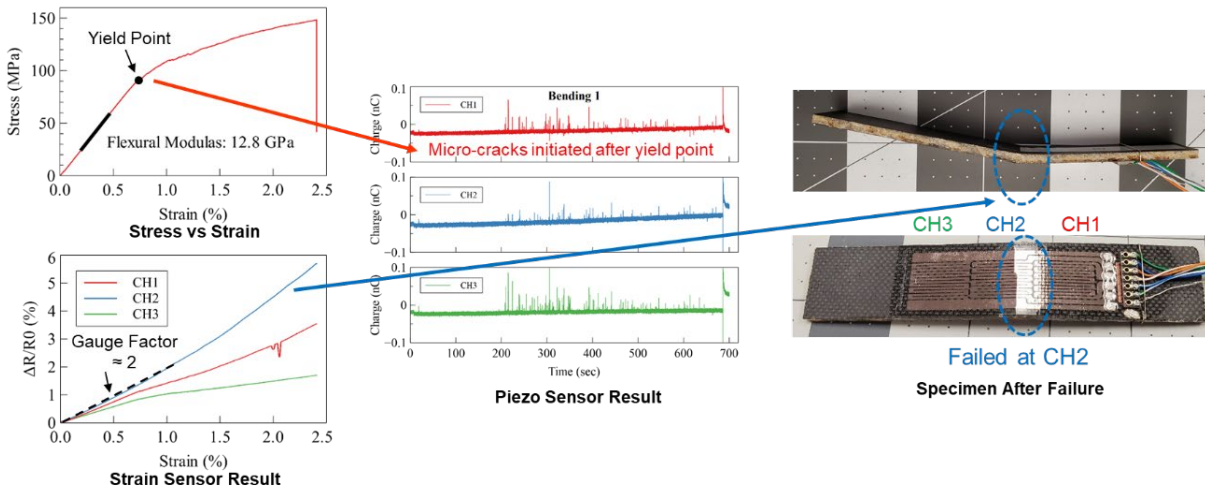 150
100
50
0
Stress (MPa)
Yield Point
Flexural Modulas: 12.8 GPa
0.0 0.5 1.0 1.5 2.0 2.5
Strain (%)
Stress vs Strain
6
5
4
3
2
1
0
ΔR/R0 (%)
CH1
CH2
CH3
Gauge Factor
≈ 2
0.0 0.5 1.0 1.5 2.0 2.5
Strain (%)
Strain Sensor Result
Bending 1
0.1
0
-0.1
Charge (nC)
CH1
Micro-cracks initiated after yield point
0.1
0
-0.1
Charge (nC)
CH2
0.1
0
−0.1
Charge (nC)
CH3
0 100 200 300 400 500 600 700
Time (sec)
Piezo Sensor Result
CH3 CH2 CH1
Failed at CH2
Specimen After Failure